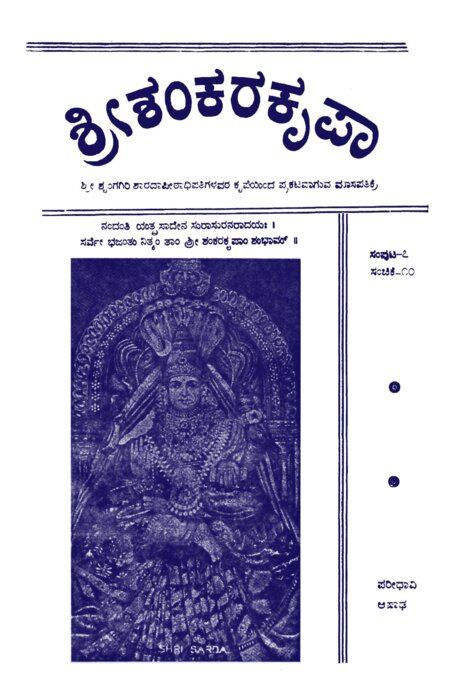 ಶ್ರೀಶಂಕರಕೃಪಾ
ಶ್ರೀ ಶೃಂಗಗಿರಿ ಶಾರದಾಪೀಠಾಧಿಪತಿಗಳವರ ಕೃಪೆಯಿಂದ ಪ್ರಕಟವಾಗುವ ಮಾಸಪತ್ರಿಕೆ
ನಂದಂತಿ ಯತ್ಪ್ರಸಾದೇನ ಸುರಾಸುರನರಾದಯಃ ।
ಸರ್ವೇ ಭಜಂತು ನಿತ್ಯಂ ತಾಂ ಶ್ರೀ ಶಂಕರಕೃಪಾಂ ಶುಭಾಮ್ ॥
ಸಂಪುಟ-೭
ಸಂಚಿಕೆ-೧೦
ಪರೀಧಾವಿ
ಆಷಾಢ
SHRI SARDA